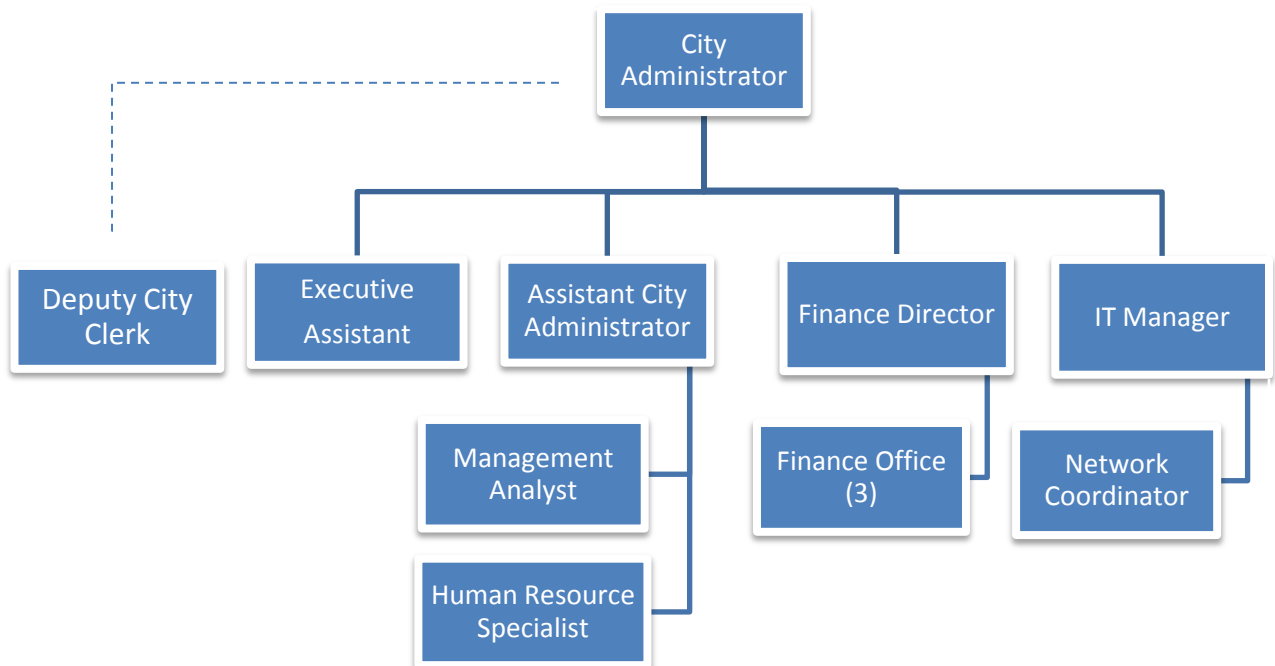 City
Administrator
Deputy City
Clerk
Executive
Assistant
Assistant City
Administrator
Finance Director
IT Manager
Management
Analyst
Finance Office
(3)
Network
Coordinator
Human Resource
Specialist